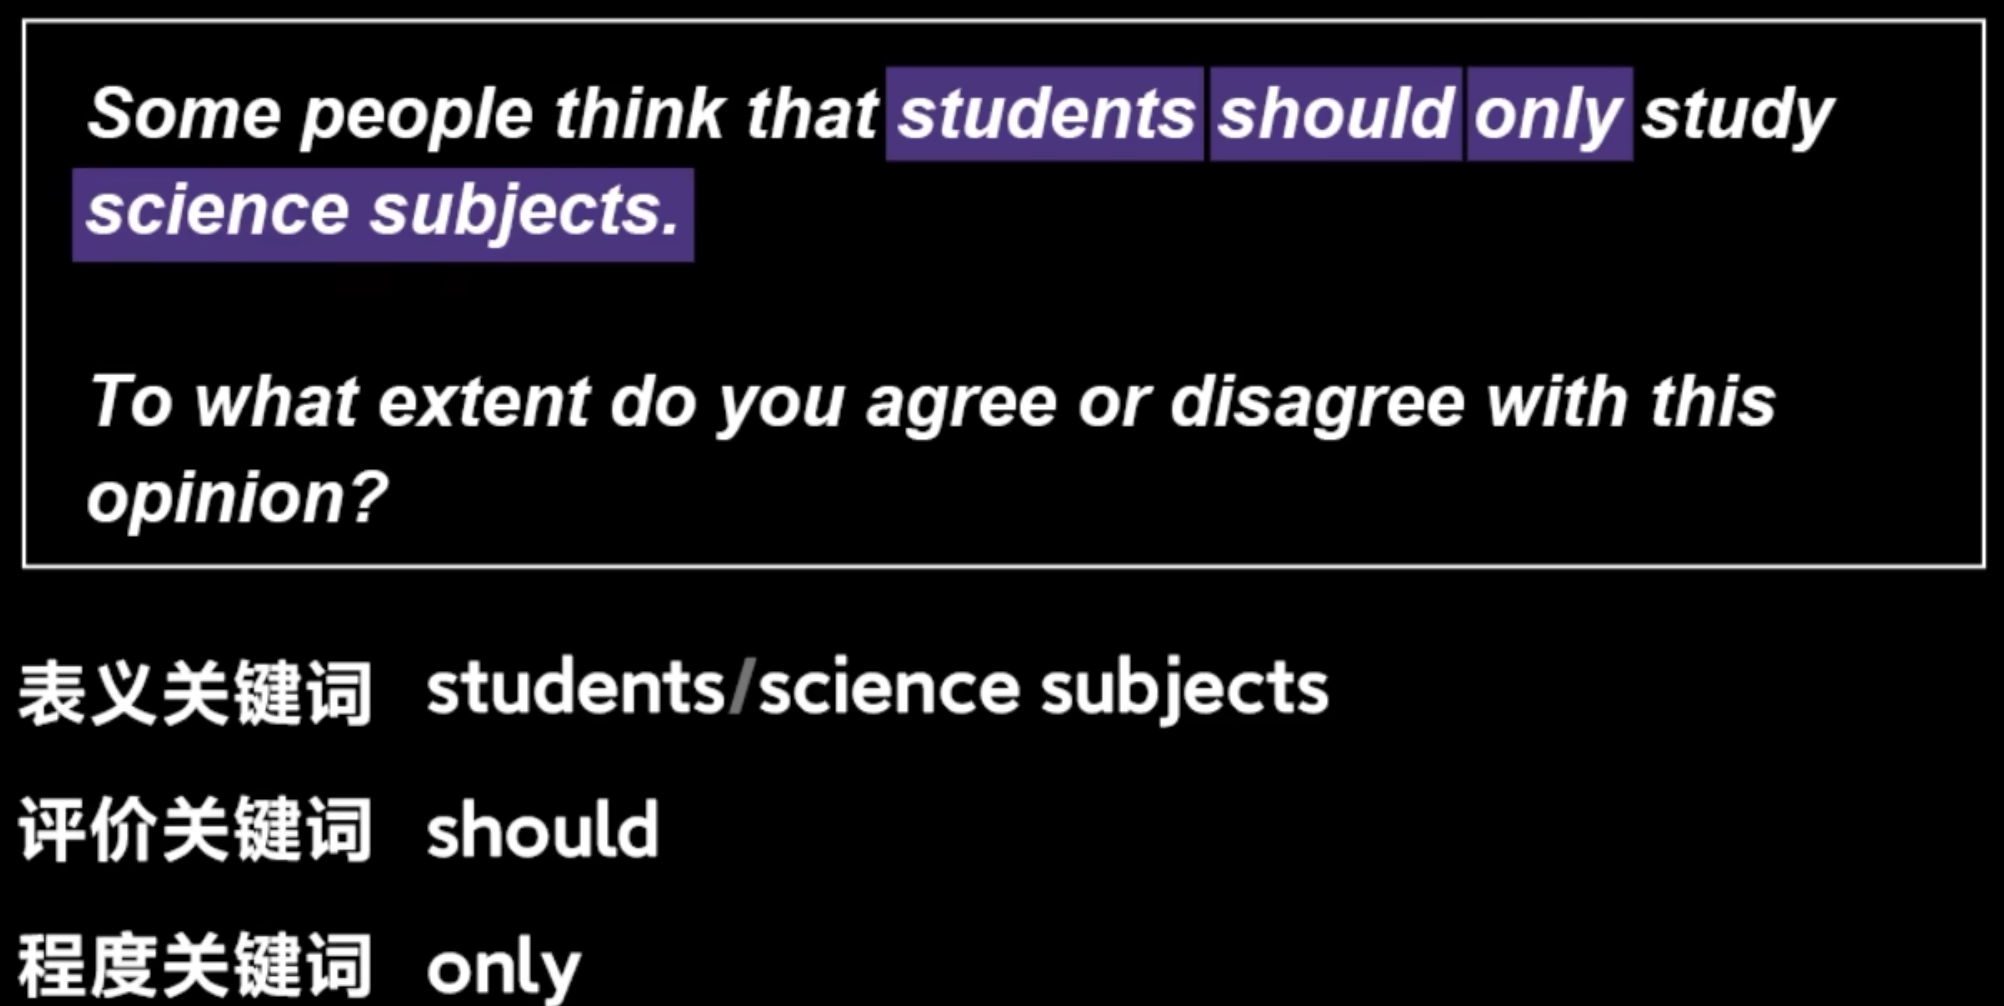 Some people think that students should only study
science subjects.
To what extent do you agree or disagree with this
opinion?
表义关键词 students/science subjects
评价关键词 should
程度关键词 only